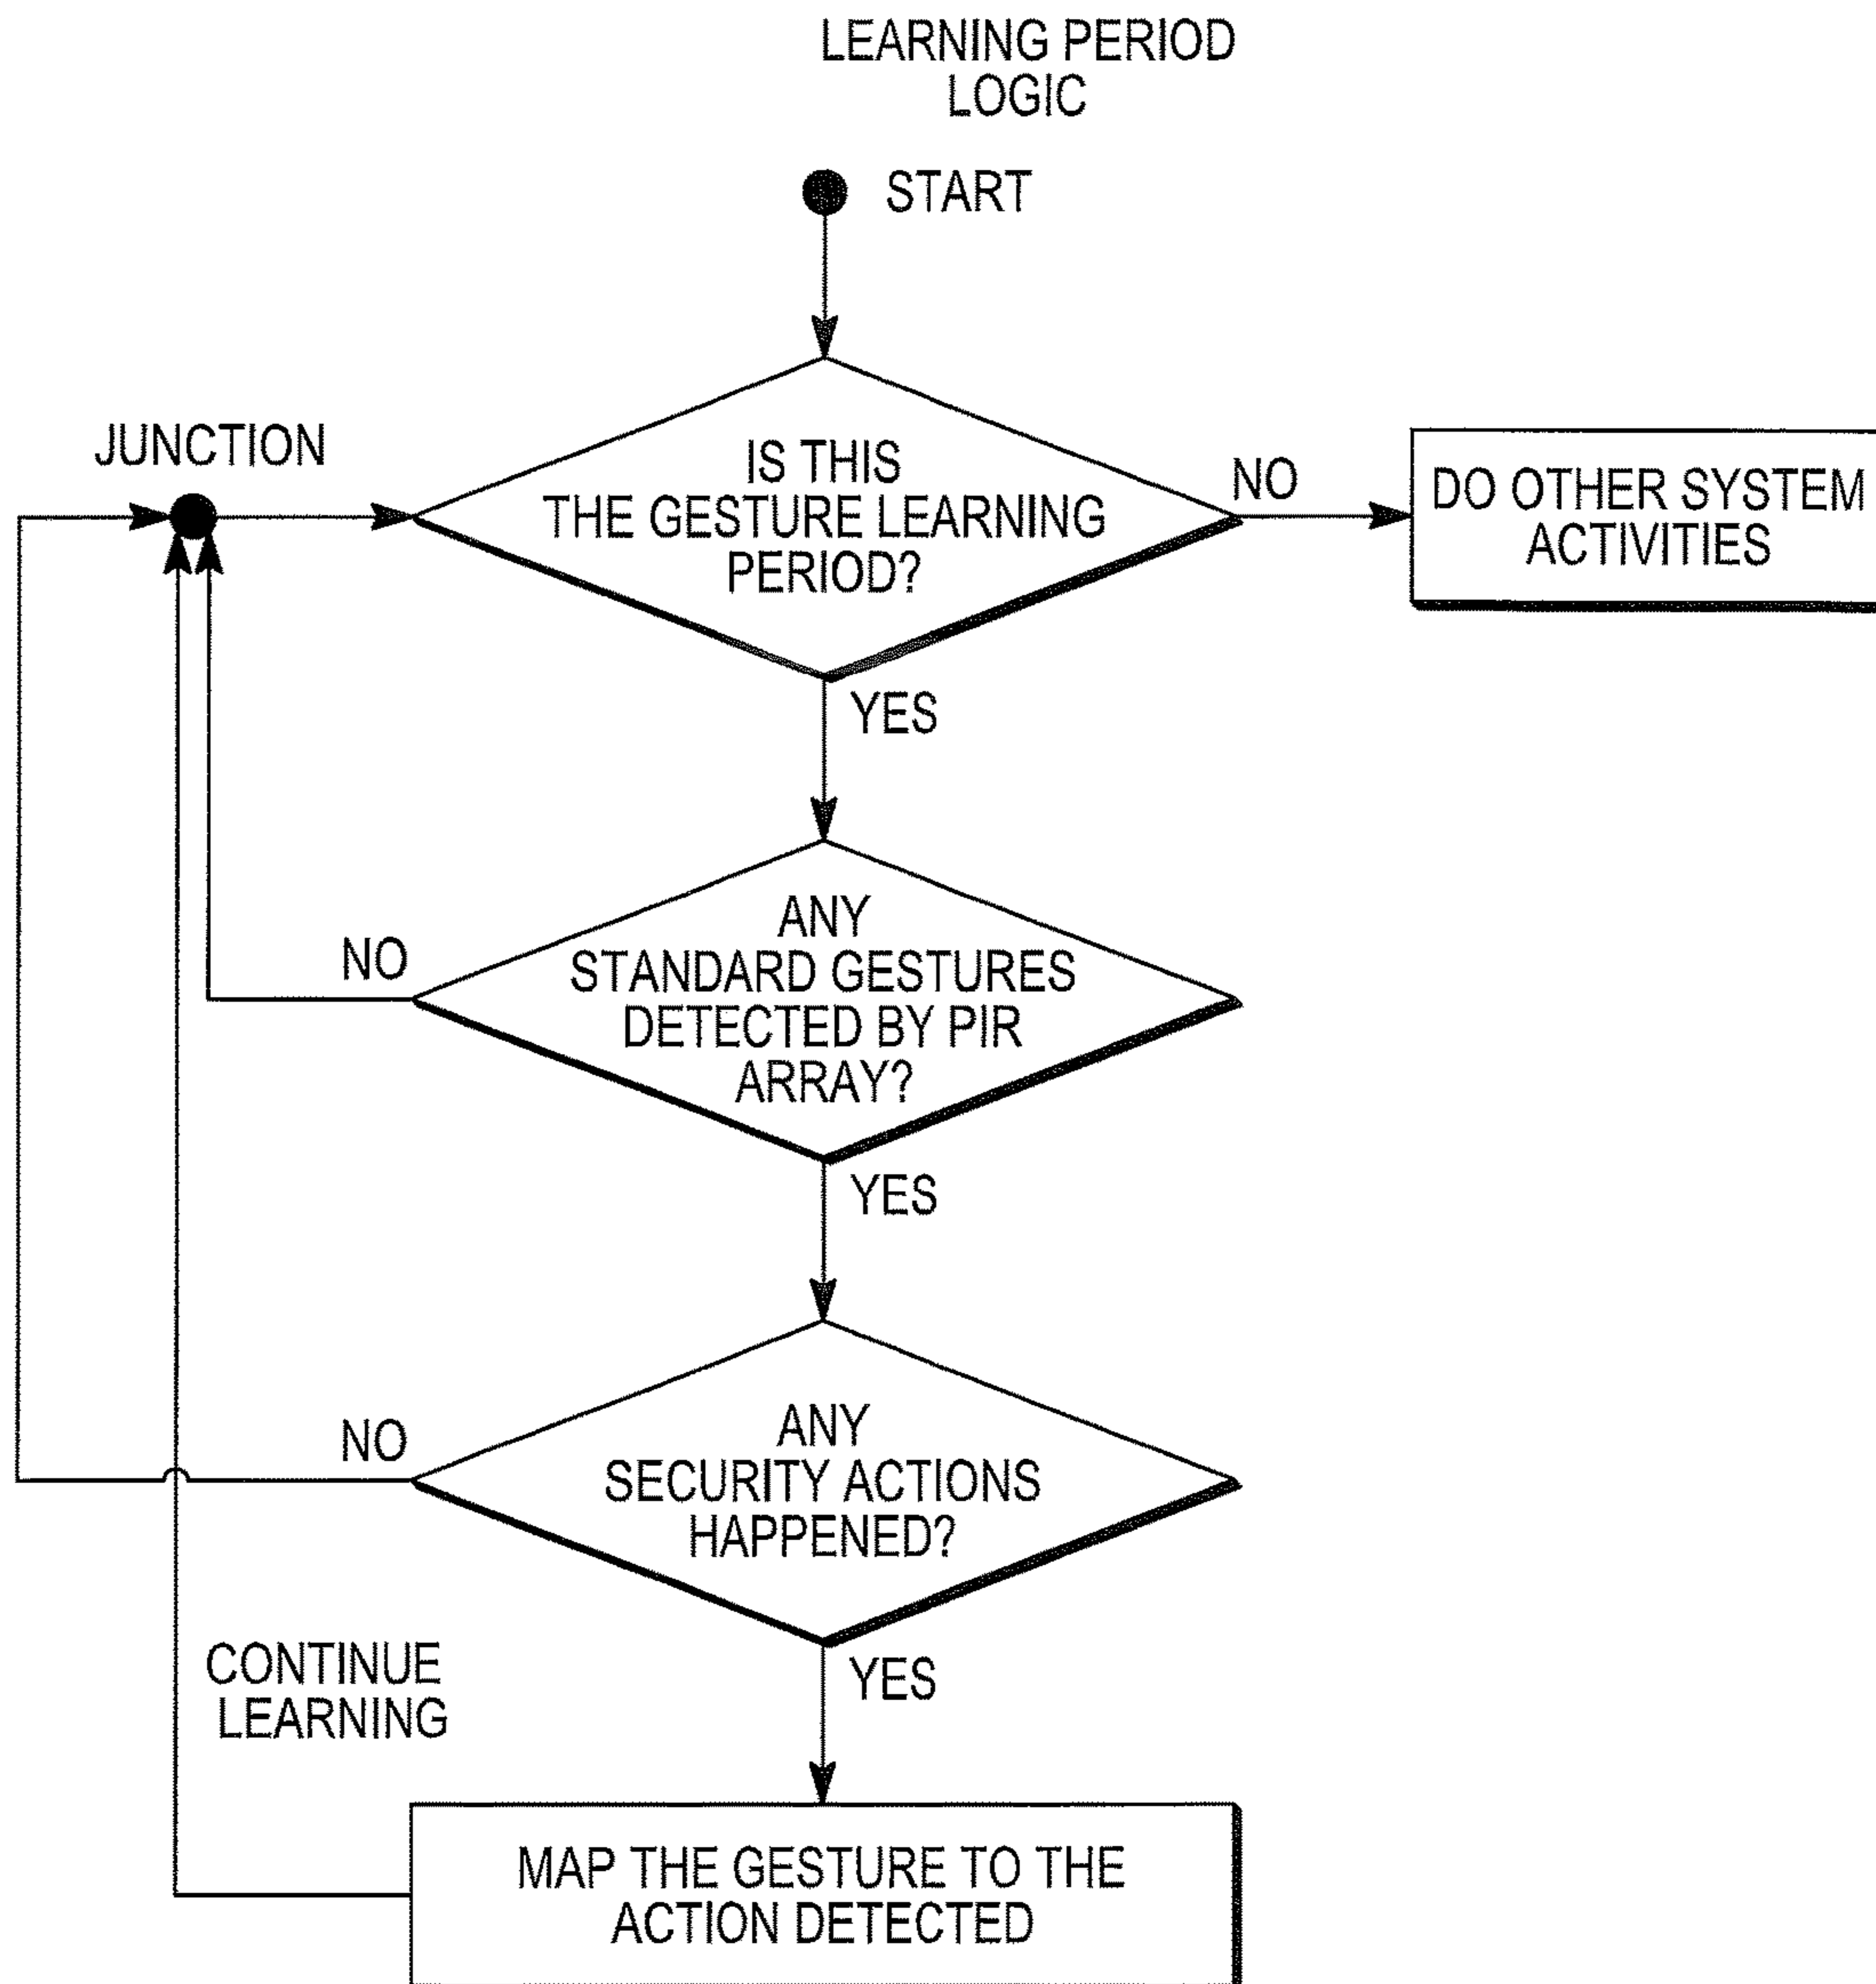 LEARNING PERIOD
LOGIC
START
JUNCTION
IS THIS
THE GESTURE LEARNING
PERIOD?
NO
DO OTHER SYSTEM
ACTIVITIES
YES
ANY
STANDARD GESTURES
DETECTED BY PIR
ARRAY?
NO
YES
ANY
SECURITY ACTIONS
HAPPENED?
NO
YES
CONTINUE
LEARNING
MAP THE GESTURE TO THE
ACTION DETECTED